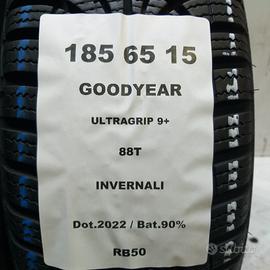 185 65 15
GOODYEAR
ULTRAGRIP 9+
88T
INVERNALI
Dot.2022 / Bat.90%
RB50